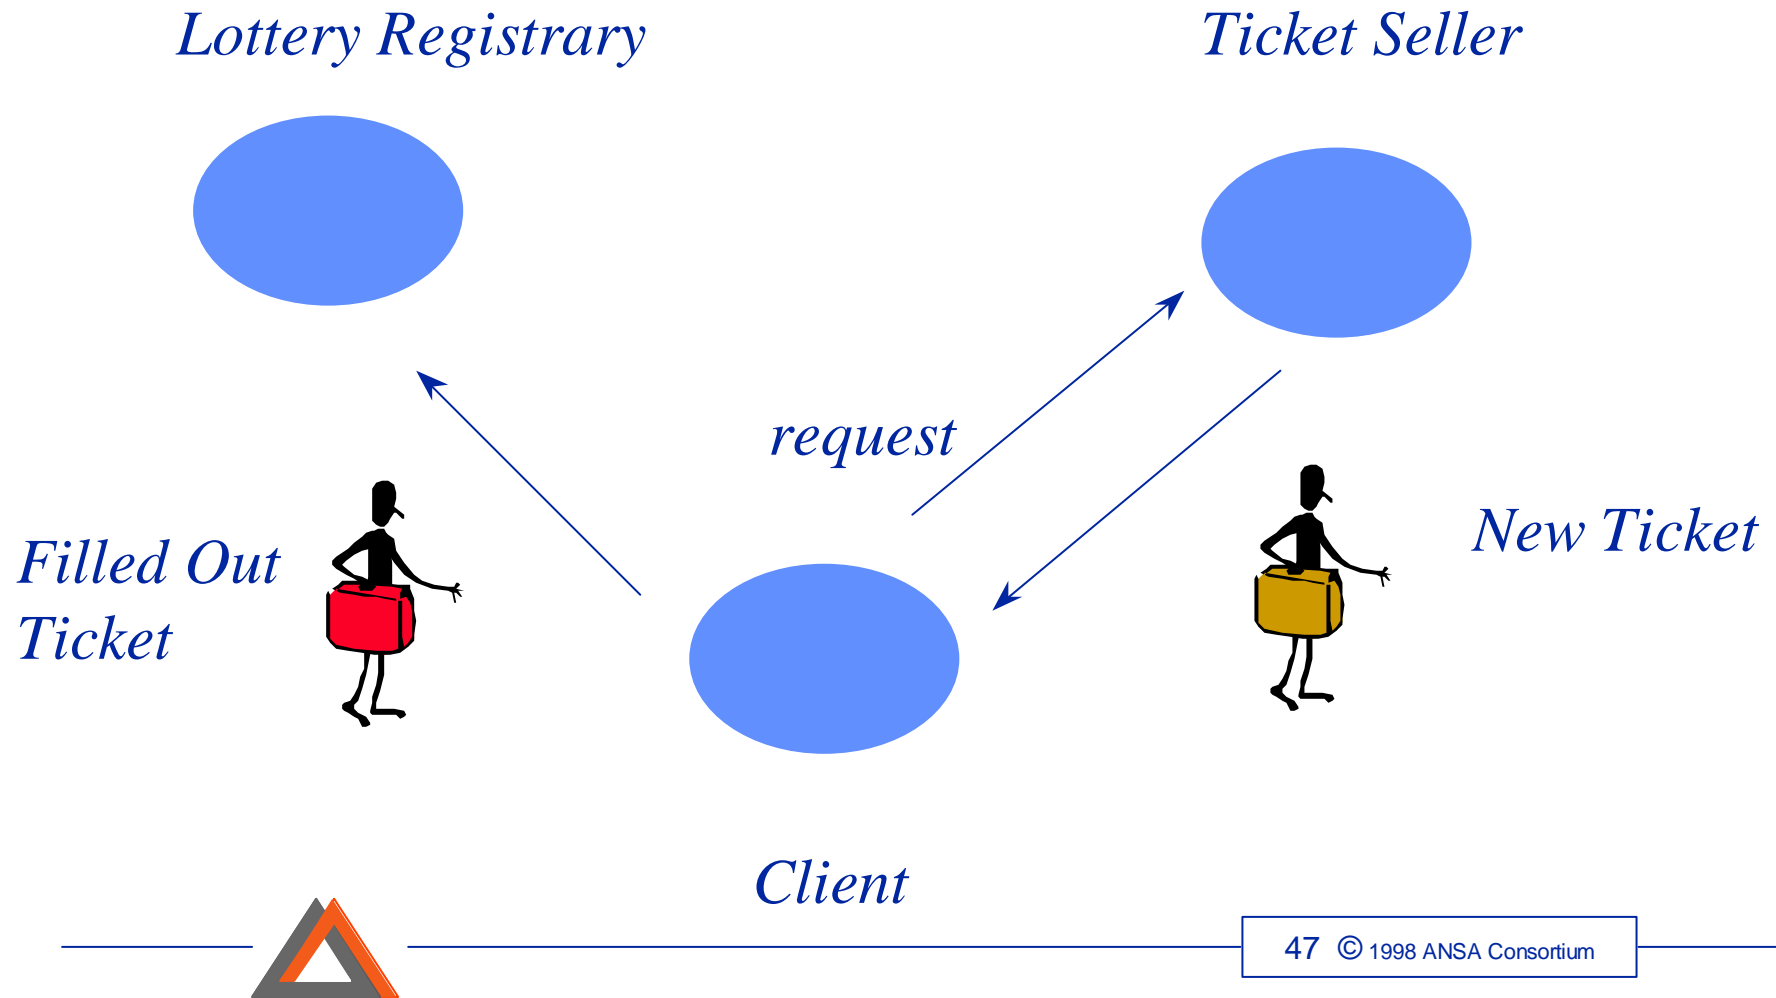 Lottery Registrary
Ticket Seller
request
New Ticket
Filled Out
Ticket
Client
47 © 1998 ANSA Consortium